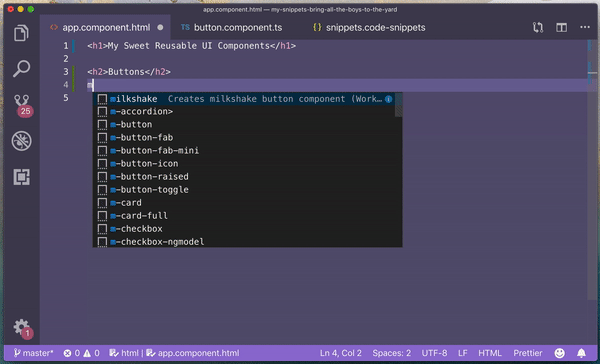 app.component.html — my-snippets-bring-all-the-boys-to-the-yard
<> app.component.html ● TS button.component.ts {} snippets.code-snippets ...
1 <h1>My Sweet Reusable UI Components</h1>
2
3 <h2>Buttons</h2>
4 m
5
milkshake Creates milkshake button component (Work...
m-accordion>
m-button
m-button-fab
m-button-fab-mini
m-button-icon
m-button-raised
m-button-toggle
m-card
m-card-full
m-checkbox
m-checkbox-ngmodel
25
1
master* 0 0 html | app.component.html Ln 4, Col 2 Spaces: 2 UTF-8 LF HTML Prettier